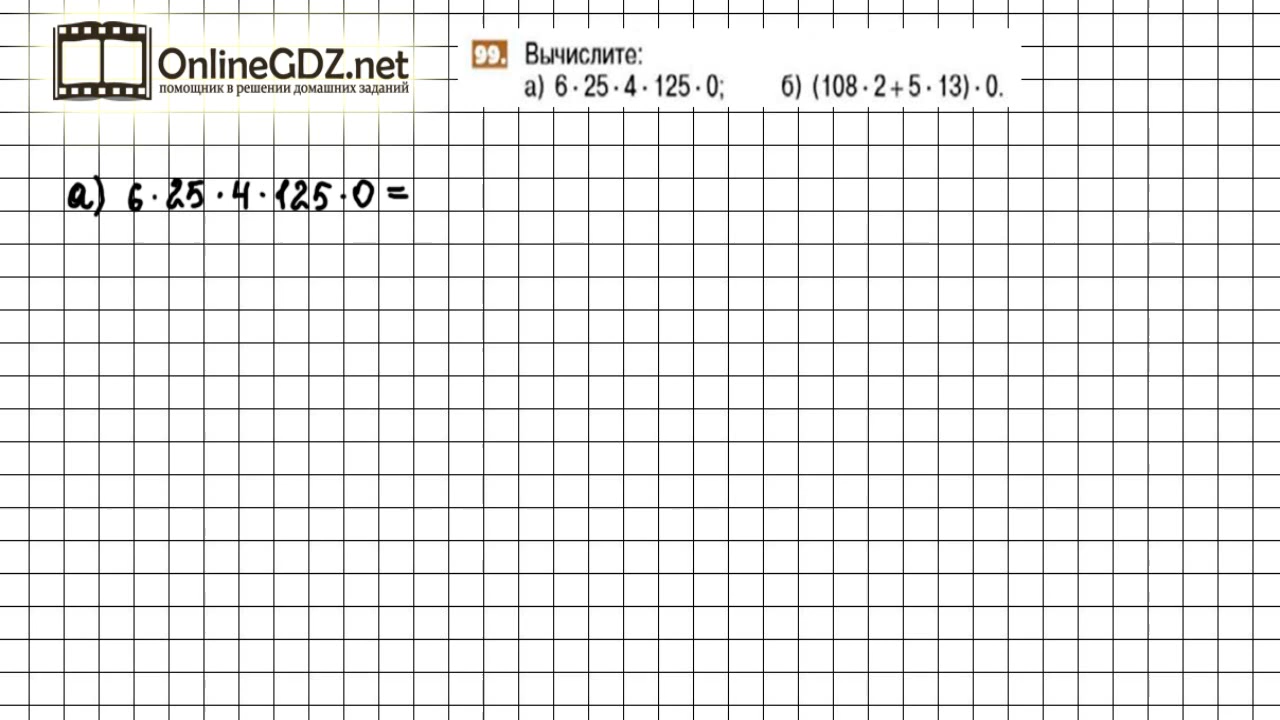 OnlineGDZ.net
помощник в решении домашних заданий
99. Вычислите:
а) 6 · 25 · 4 · 125 · 0; б) (108 · 2 + 5 · 13) · 0.
а) 6 · 25 · 4 · 125 · 0 =